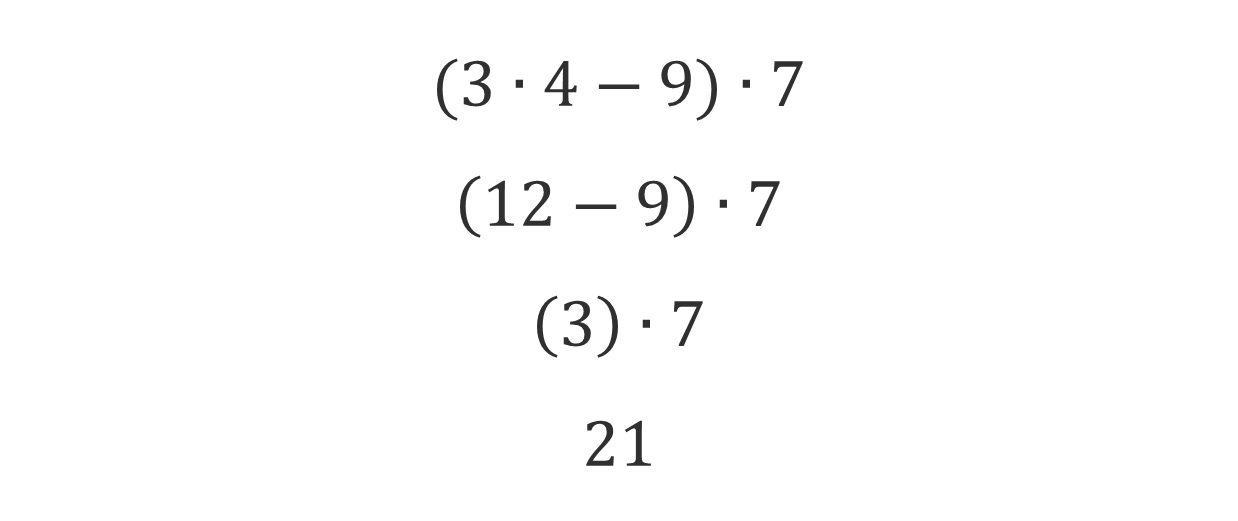 (3 · 4 − 9) · 7
(12 − 9) · 7
(3) · 7
21